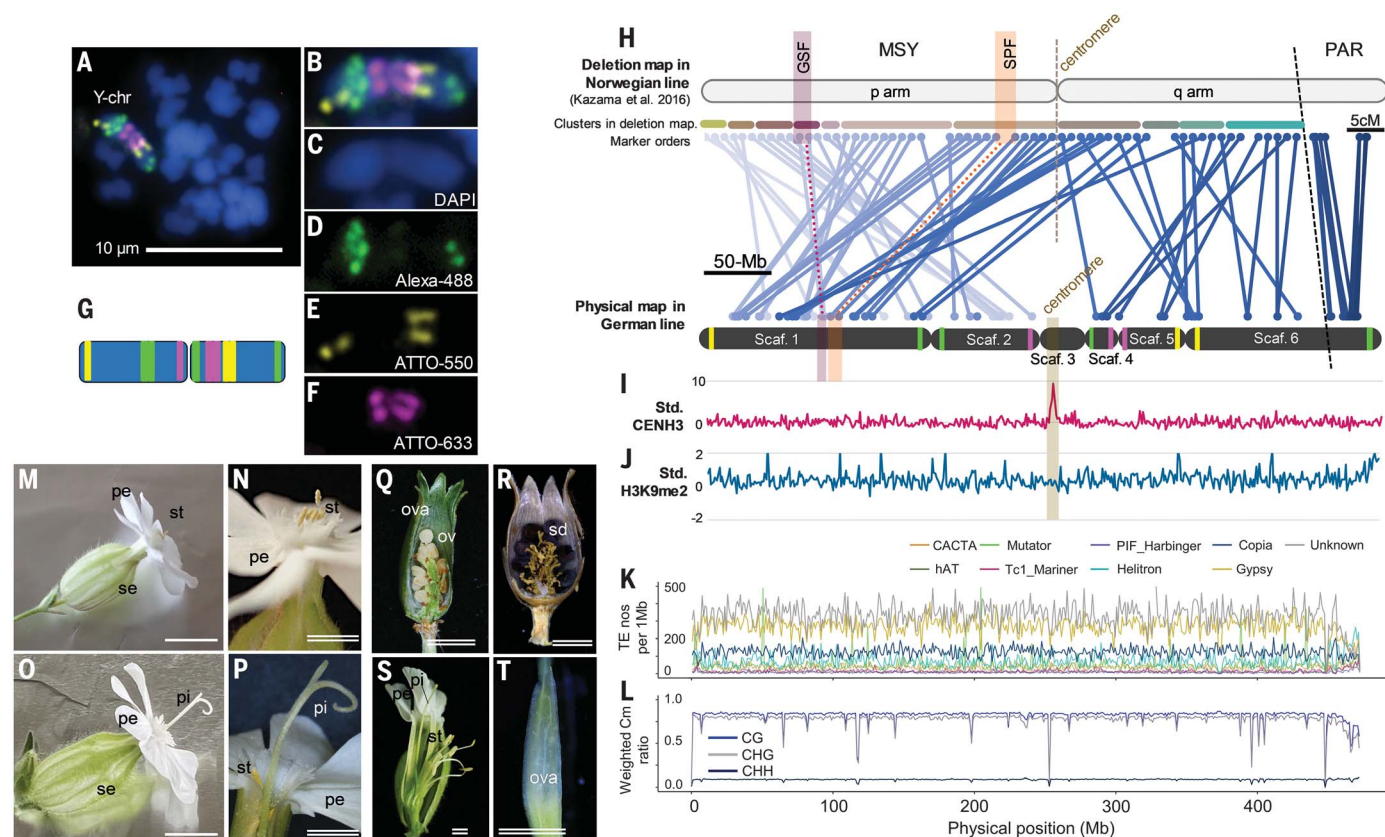 A
Y-chr
10 µm
B
C
DAPI
D
Alexa-488
E
ATTO-550
F
ATTO-633
G
H
GSF
MSY
SPF
centromere
PAR
Deletion map in
Norwegian line
(Kazama et al. 2016)
p arm
q arm
Clusters in deletion map.
Marker orders
5cM
50-Mb
centromere
Physical map in
German line
Scaf. 1
Scaf. 2
Scaf. 3
Scaf. 4
Scaf. 5
Scaf. 6
I
Std.
CENH3
10
0
J
Std.
H3K9me2
2
0
-2
CACTA
Mutator
PIF_Harbinger
Copia
Unknown
hAT
Tc1_Mariner
Helitron
Gypsy
K
TE nos
per 1Mb
500
200
0
L
Weighted Cm
ratio
1.0
0.5
0.0
CG
CHG
CHH
0
100
200
300
400
Physical position (Mb)
M
pe
st
se
N
st
pe
O
pi
pe
se
P
pi
st
pe
Q
ova
ov
R
sd
S
pi
pe
st
T
ova